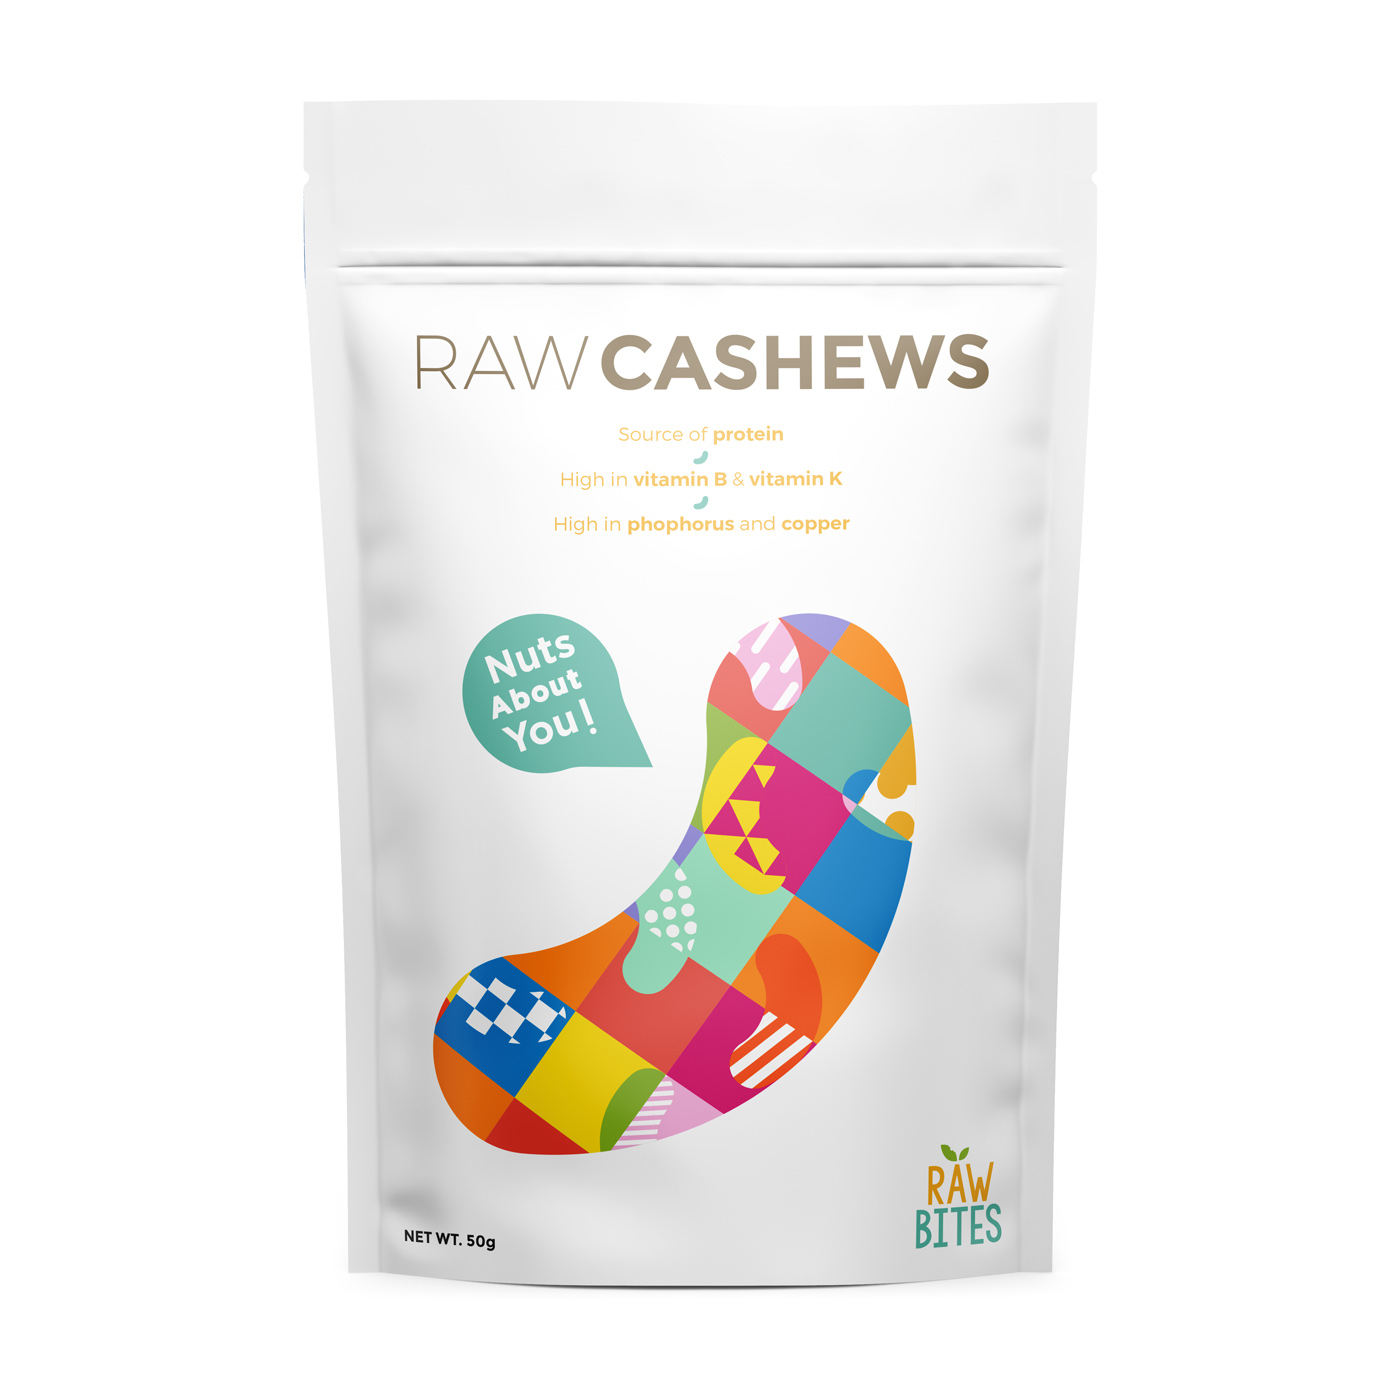 RAW CASHEWS
Source of protein
High in vitamin B & vitamin K
High in phophorus and copper
Nuts
About
You!
NET WT. 50g
RAW
BITES